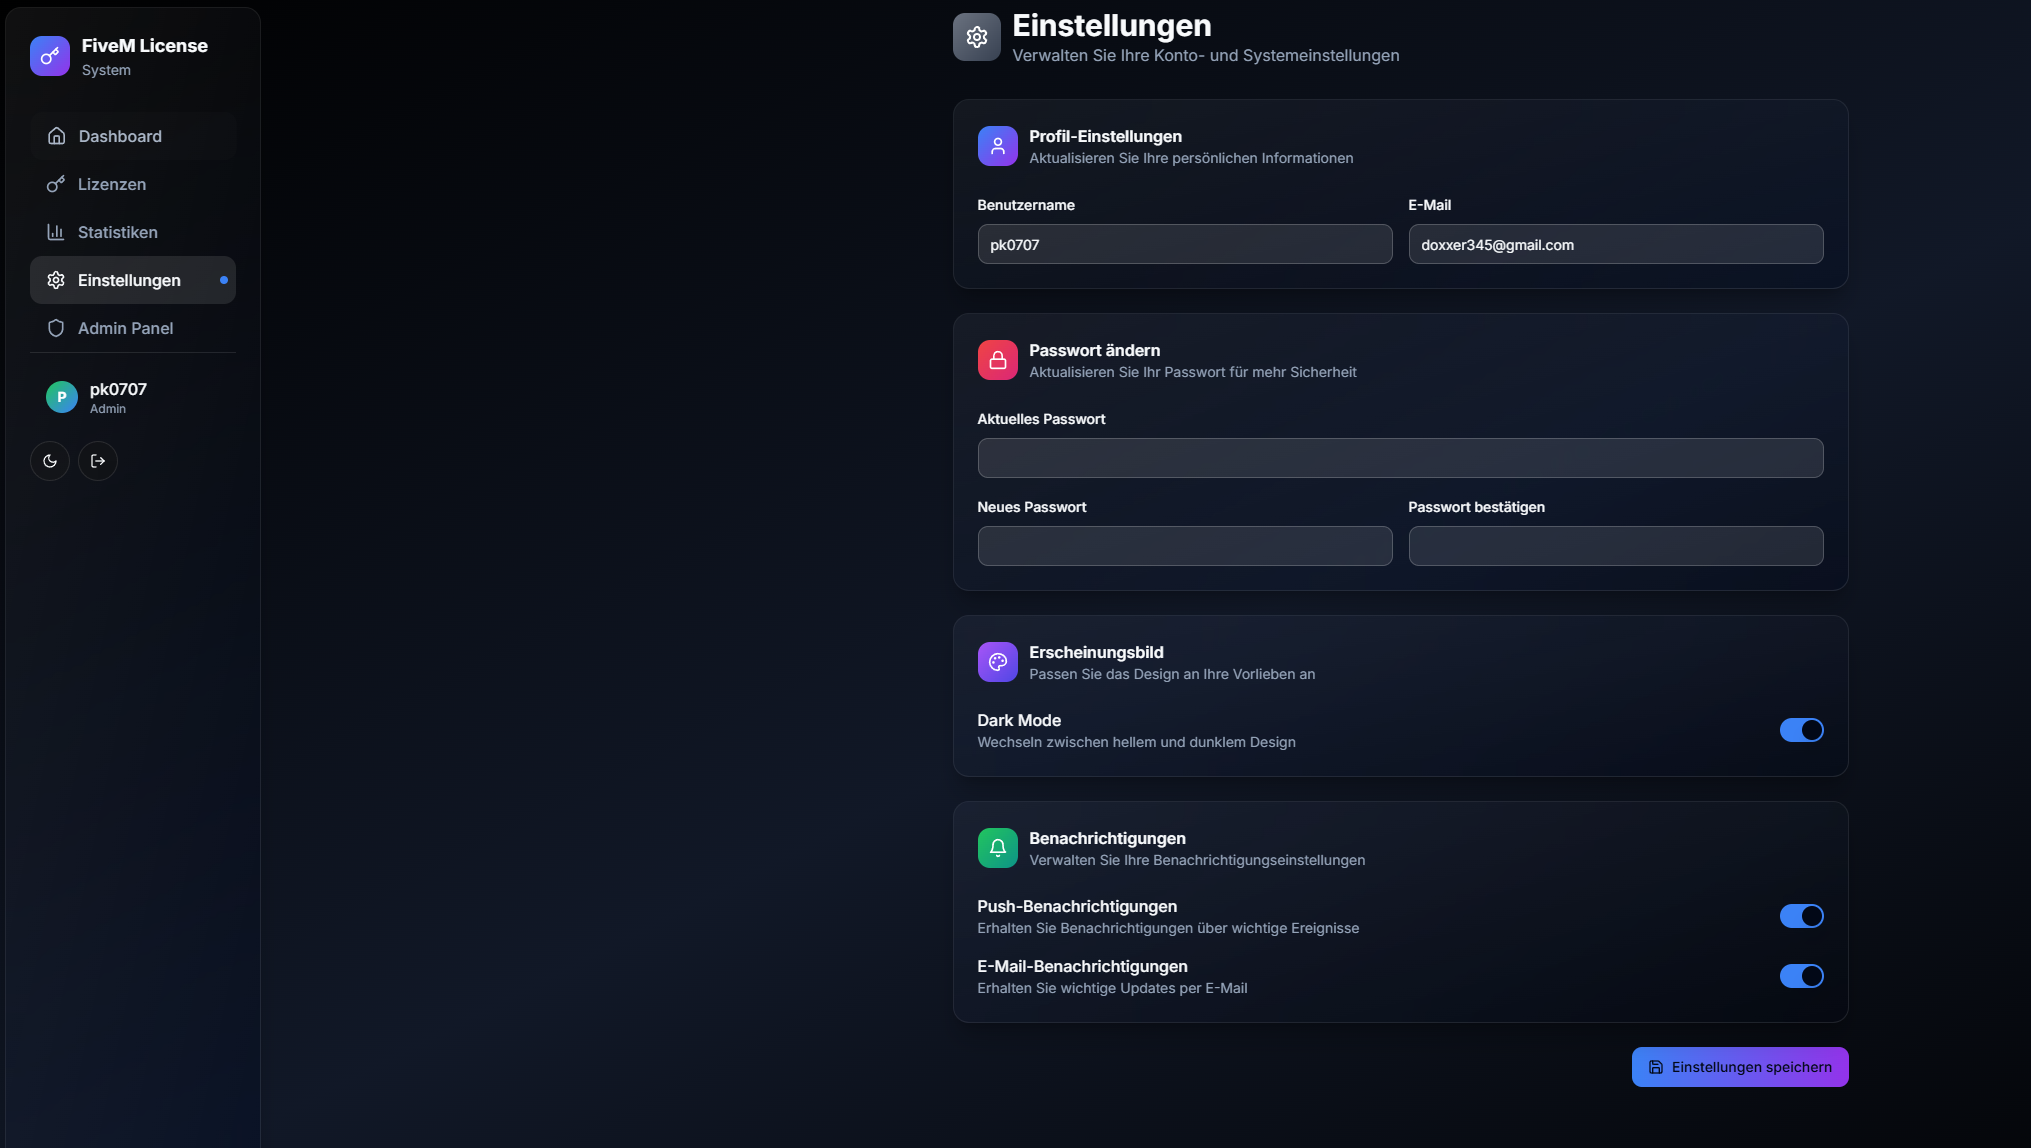 FiveM License
System
Dashboard
Lizenzen
Statistiken
Einstellungen
Admin Panel
P
pk0707
Admin
Einstellungen
Verwalten Sie Ihre Konto- und Systemeinstellungen
Profil-Einstellungen
Aktualisieren Sie Ihre persönlichen Informationen
Benutzername
E-Mail
pk0707
doxxer345@gmail.com
Passwort ändern
Aktualisieren Sie Ihr Passwort für mehr Sicherheit
Aktuelles Passwort
Neues Passwort
Passwort bestätigen
Erscheinungsbild
Passen Sie das Design an Ihre Vorlieben an
Dark Mode
Wechseln zwischen hellem und dunklem Design
Benachrichtigungen
Verwalten Sie Ihre Benachrichtigungseinstellungen
Push-Benachrichtigungen
Erhalten Sie Benachrichtigungen über wichtige Ereignisse
E-Mail-Benachrichtigungen
Erhalten Sie wichtige Updates per E-Mail
Einstellungen speichern